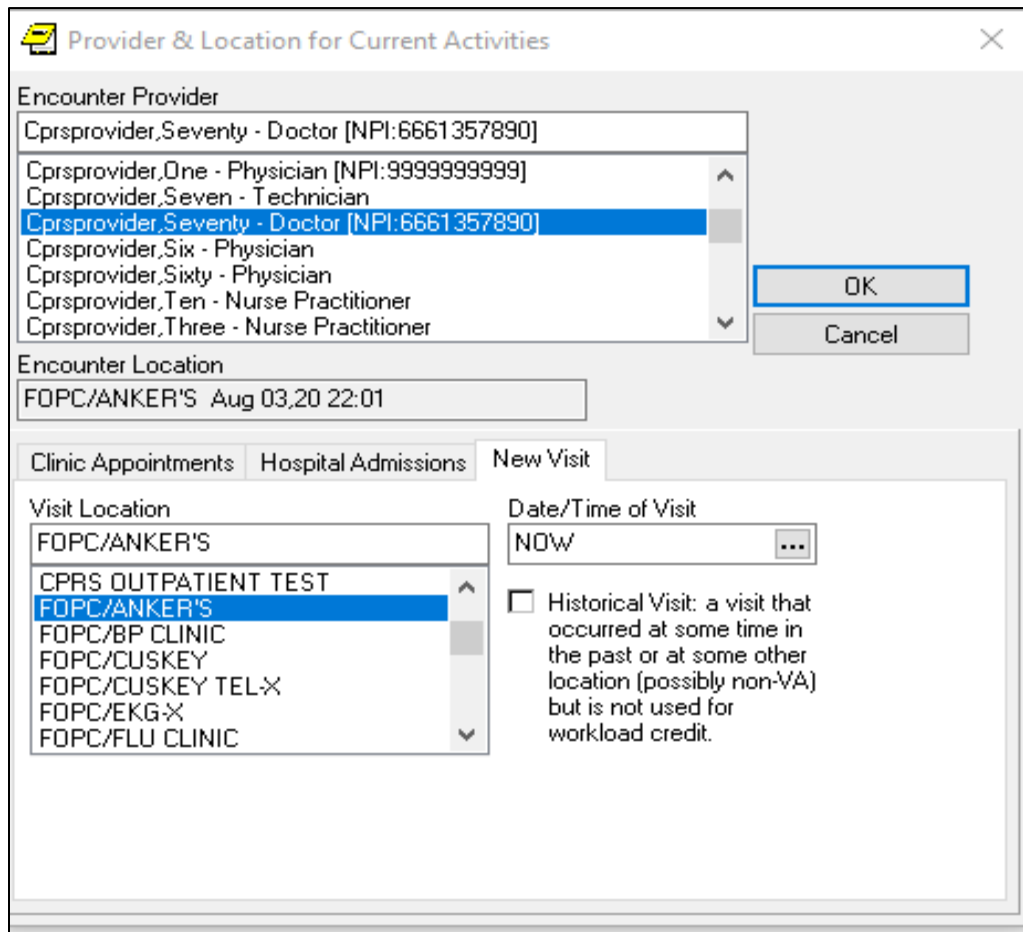 Provider & Location for Current Activities
Encounter Provider
Cprsprovider,Seventy - Doctor [NPI:6661357890]
Cprsprovider,One - Physician [NPI:9999999999]
Cprsprovider,Seven - Technician
Cprsprovider,Seventy - Doctor [NPI:6661357890]
Cprsprovider,Six - Physician
Cprsprovider,Sixty - Physician
Cprsprovider,Ten - Nurse Practitioner
Cprsprovider,Three - Nurse Practitioner
OK
Cancel
Encounter Location
FOPC/ANKER'S Aug 03,20 22:01
Clinic Appointments Hospital Admissions New Visit
Visit Location
FOPC/ANKER'S
CPRS OUTPATIENT TEST
FOPC/ANKER'S
FOPC/BP CLINIC
FOPC/CUSKEY
FOPC/CUSKEY TEL-X
FOPC/EKG-X
FOPC/FLU CLINIC
Date/Time of Visit
NOW ...
Historical Visit: a visit that
occurred at some time in
the past or at some other
location (possibly non-VA)
but is not used for
workload credit.